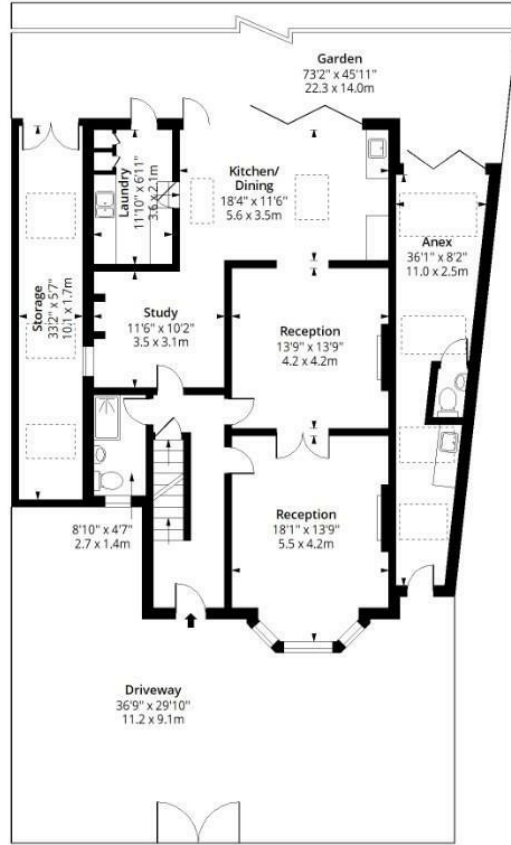 Garden
73'2" x 45'11"
22.3 x 14.0m
Laundry
11'10" x 6'11"
3.6 x 2.1m
Kitchen/
Dining
18'4" x 11'6"
5.6 x 3.5m
Anex
36'1" x 8'2"
11.0 x 2.5m
Storage
33'2" x 5'7"
10.1 x 1.7m
Study
11'6" x 10'2"
3.5 x 3.1m
Reception
13'9" x 13'9"
4.2 x 4.2m
Reception
18'1" x 13'9"
5.5 x 4.2m
8'10" x 4'7"
2.7 x 1.4m
Driveway
36'9" x 29'10"
11.2 x 9.1m